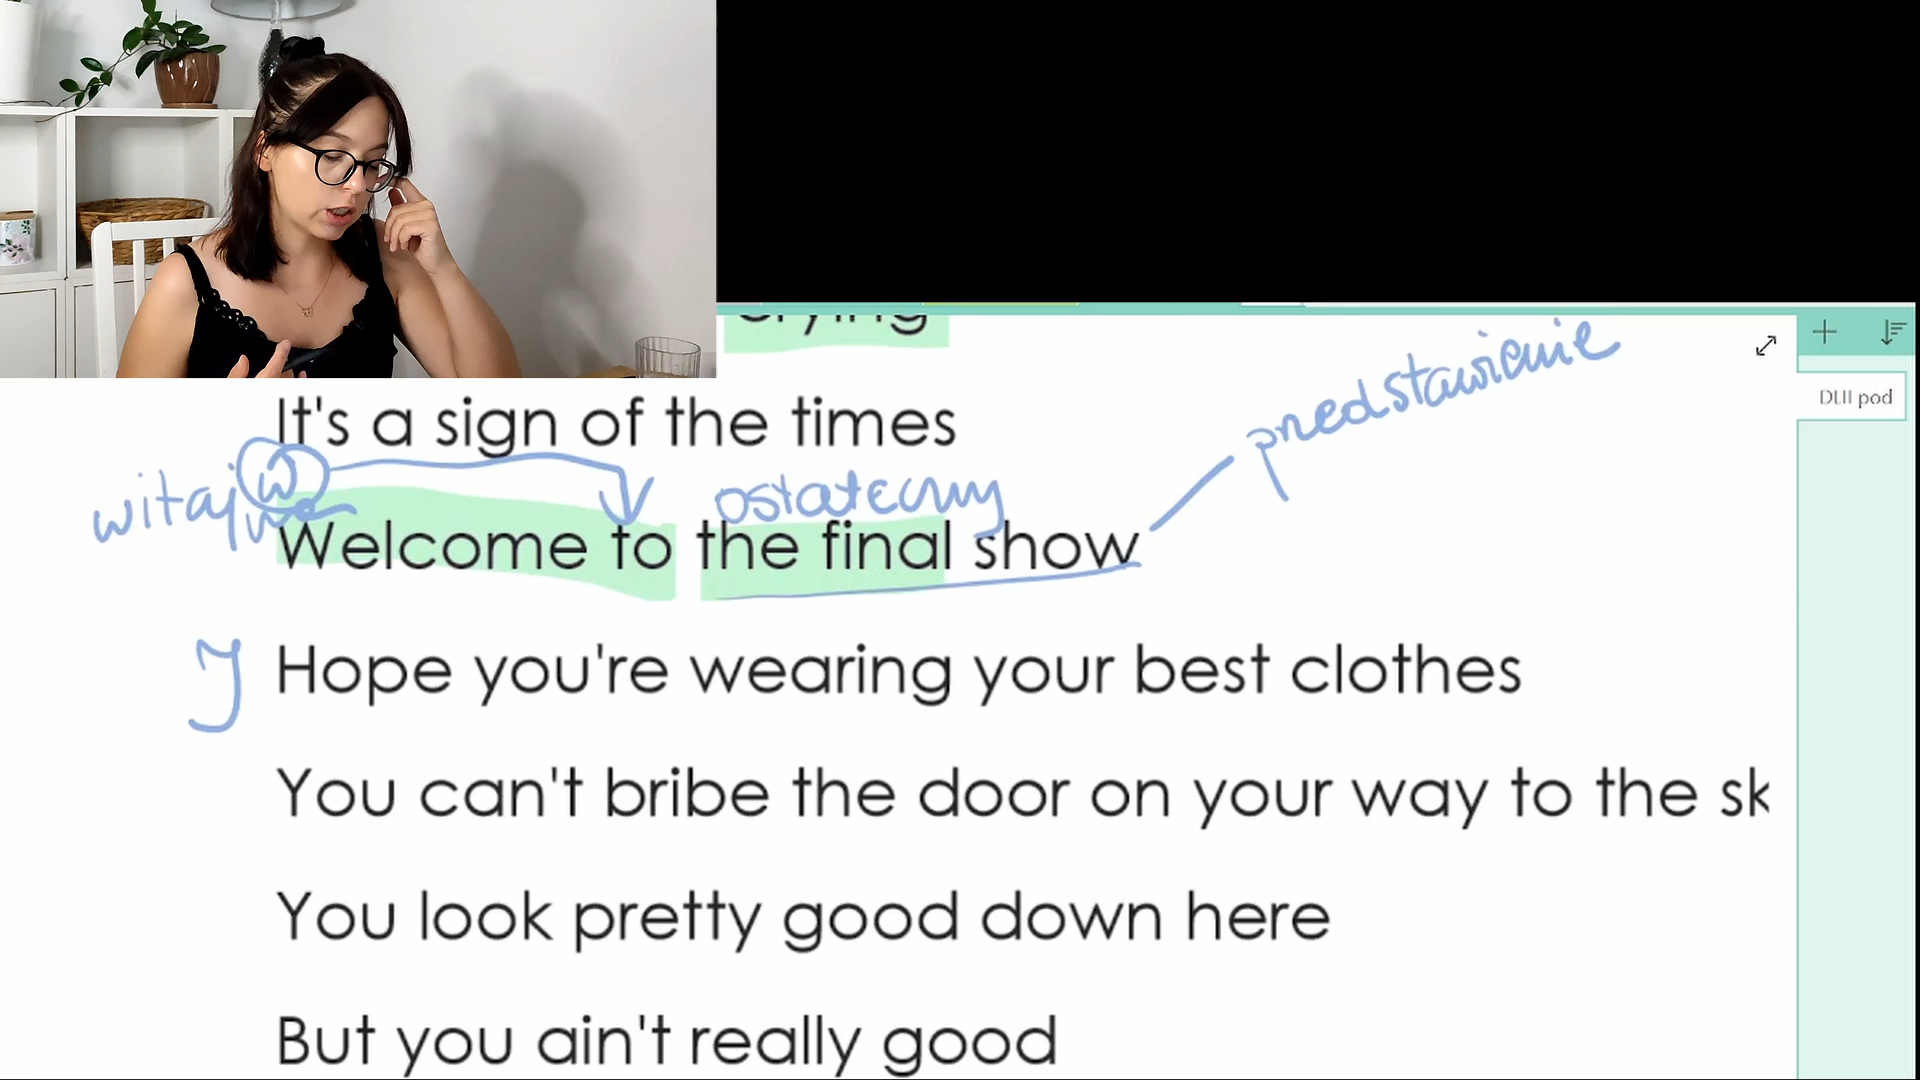 crying
It's a sign of the times
przedstawienie
DLII pod
witaj w
ostateczny
Welcome to the final show
I Hope you're wearing your best clothes
You can't bribe the door on your way to the sk
You look pretty good down here
But you ain't really good